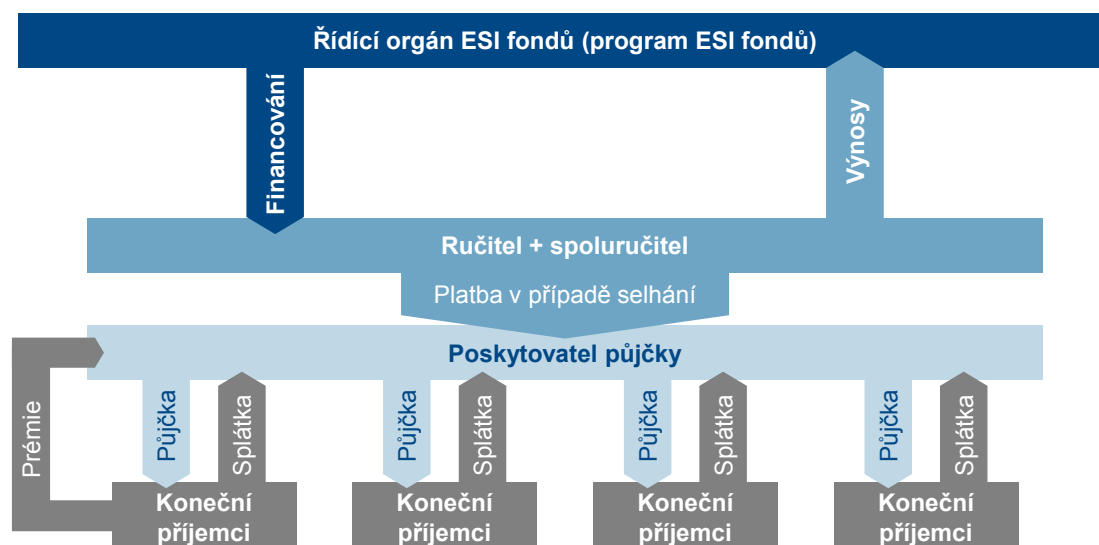 Řídící orgán ESI fondů (program ESI fondů)
Financování
Výnosy
Ručitel + spoluručitel
Platba v případě selhání
Poskytovatel půjčky
Prémie
Půjčka
Splátka
Půjčka
Splátka
Půjčka
Splátka
Půjčka
Splátka
Koneční
příjemci
Koneční
příjemci
Koneční
příjemci
Koneční
příjemci